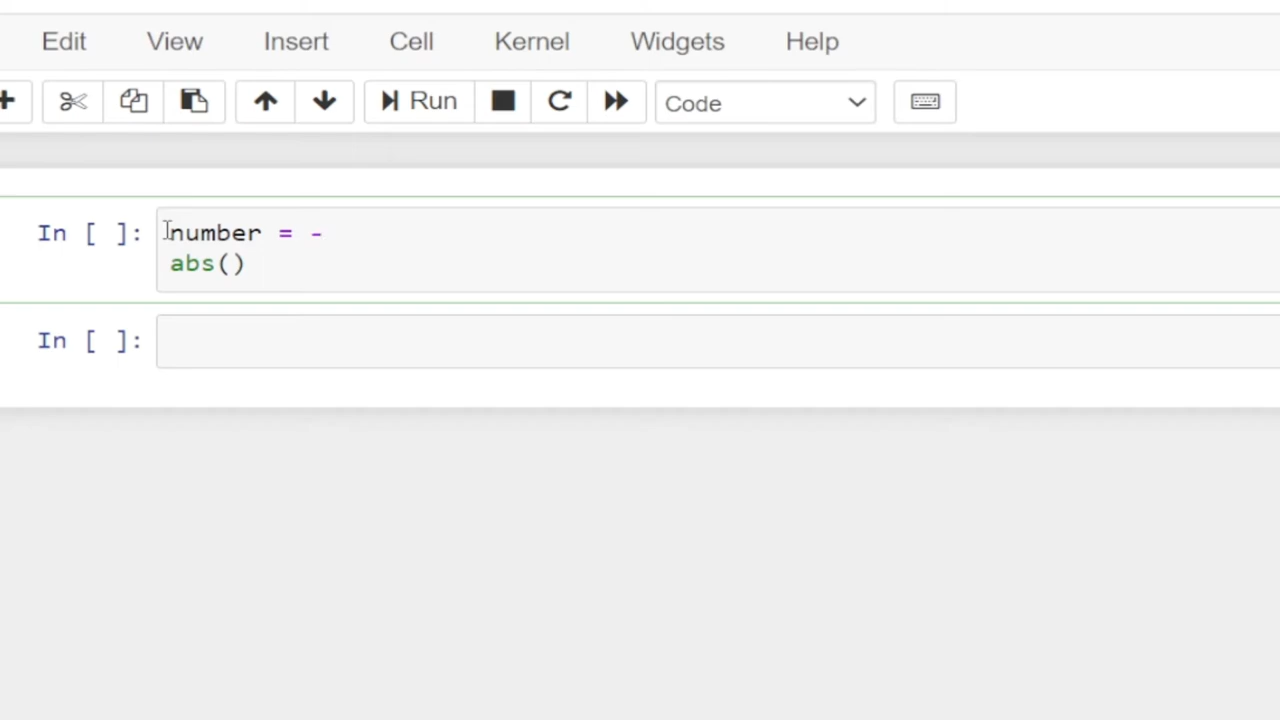 Edit View Insert Cell Kernel Widgets Help
Run Code
In [ ]: number = -
abs()
In [ ]: